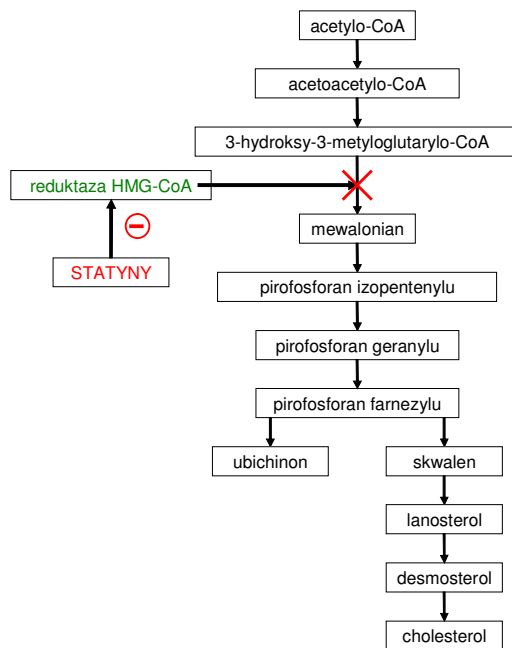 acetylo-CoA
acetoacetylo-CoA
3-hydroksy-3-metyloglutarylo-CoA
reduktaza HMG-CoA
mewalonian
STATYNY
pirofosforan izopentenylu
pirofosforan geranylu
pirofosforan farnezylu
ubichinon
skwalen
lanosterol
desmosterol
cholesterol